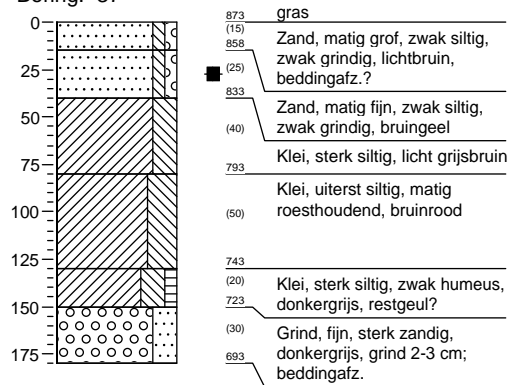 0
25
50
75
100
125
150
175
873 gras
(15)
858
Zand, matig grof, zwak siltig,
zwak grindig, lichtbruin,
beddingafz.?
(25)
833
Zand, matig fijn, zwak siltig,
zwak grindig, bruingeel
(40)
793
Klei, sterk siltig, licht grijsbruin
(50)
Klei, uiterst siltig, matig
roesthoudend, bruinrood
743
(20)
723
Klei, sterk siltig, zwak humeus,
donkergrijs, restgeul?
(30)
693
Grind, fijn, sterk zandig,
donkergrijs, grind 2-3 cm;
beddingafz.